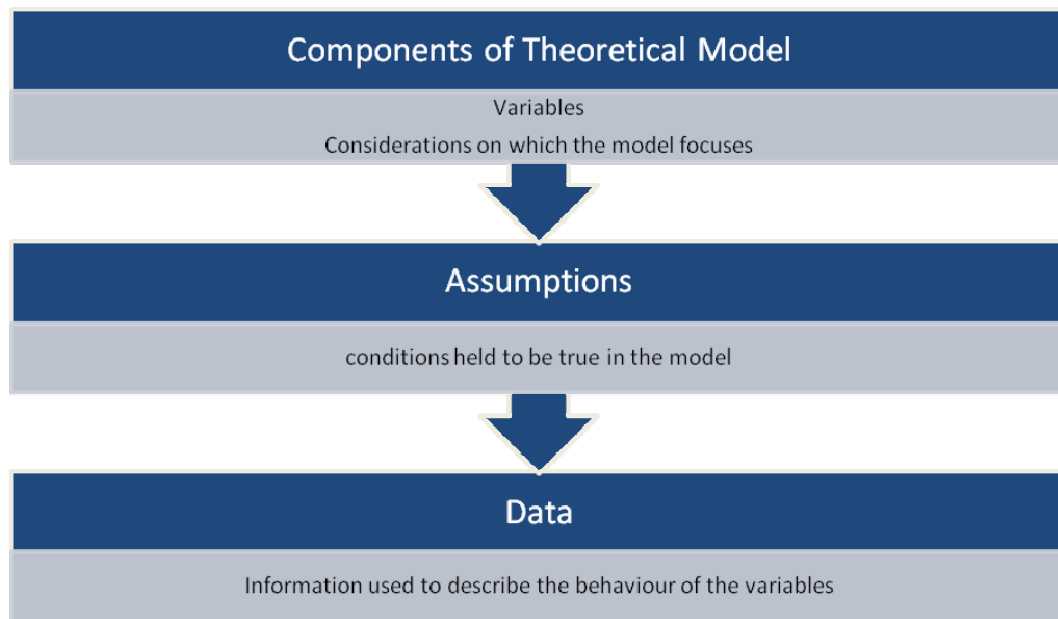 Components of Theoretical Model
Variables
Considerations on which the model focuses
Assumptions
conditions held to be true in the model
Data
Information used to describe the behaviour of the variables